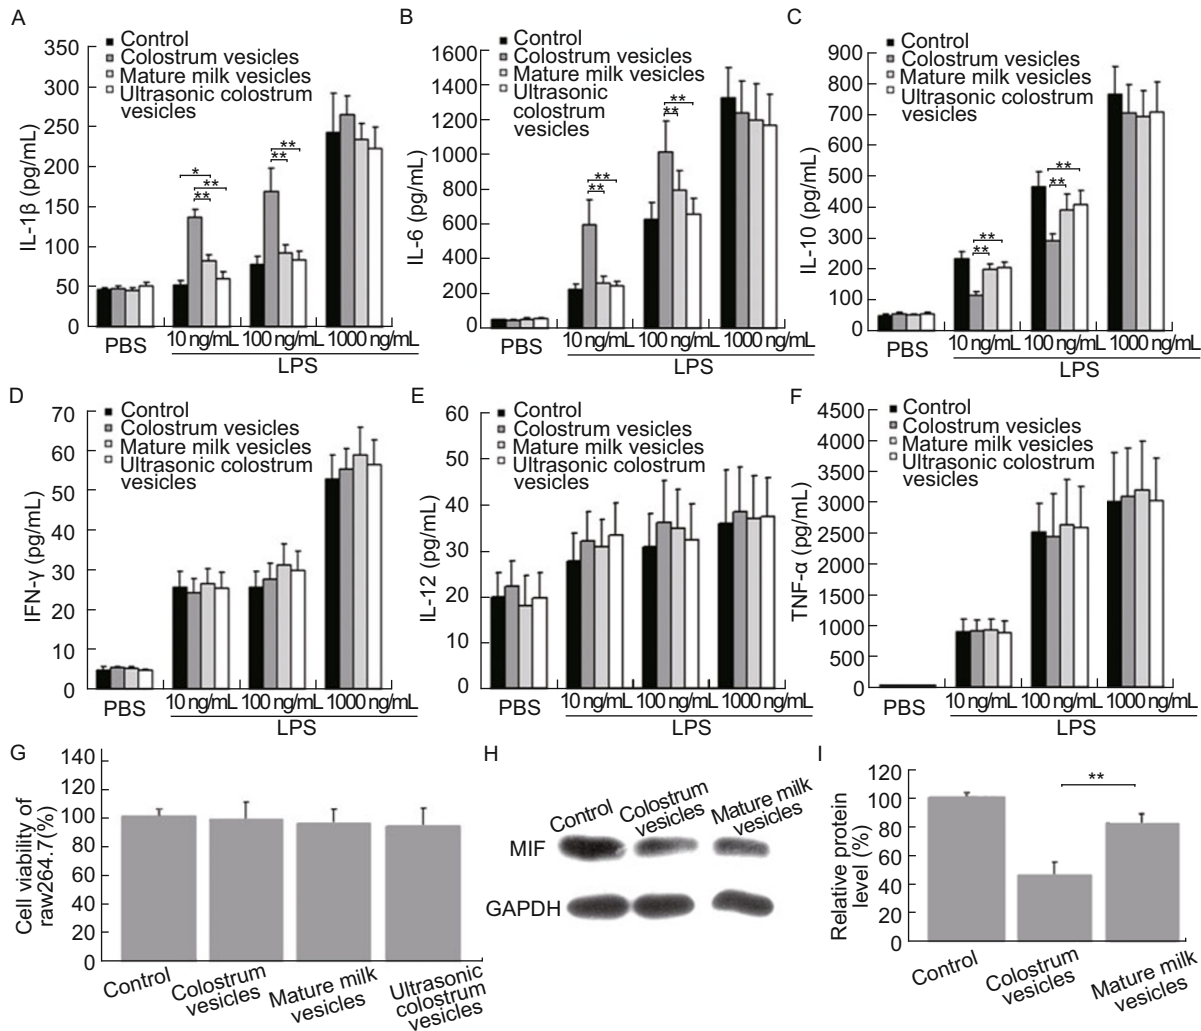 A
350
300
250
200
150
100
50
0
IL-1β (pg/mL)
Control
Colostrum vesicles
Mature milk vesicles
Ultrasonic colostrum
vesicles
*
**
**
**
**
PBS
10 ng/mL 100 ng/mL 1000 ng/mL
LPS
B
1600
1400
1200
1000
800
600
400
200
0
IL-6 (pg/mL)
Control
Colostrum vesicles
Mature milk vesicles
Ultrasonic
colostrum
vesicles
**
**
**
**
PBS
10 ng/mL 100 ng/mL 1000 ng/mL
LPS
C
900
800
700
600
500
400
300
200
100
0
IL-10 (pg/mL)
Control
Colostrum vesicles
Mature milk vesicles
Ultrasonic colostrum
vesicles
**
**
**
**
PBS
10 ng/mL 100 ng/mL 1000 ng/mL
LPS
D
70
60
50
40
30
20
10
0
IFN-γ (pg/mL)
Control
Colostrum vesicles
Mature milk vesicles
Ultrasonic colostrum
vesicles
PBS
10 ng/mL 100 ng/mL 1000 ng/mL
LPS
E
60
50
40
30
20
10
0
IL-12 (pg/mL)
Control
Colostrum vesicles
Mature milk vesicles
Ultrasonic colostrum
vesicles
PBS
10 ng/mL 100 ng/mL 1000 ng/mL
LPS
F
4500
4000
3500
3000
2500
2000
1500
1000
500
0
TNF-α (pg/mL)
Control
Colostrum vesicles
Mature milk vesicles
Ultrasonic colostrum
vesicles
PBS
10 ng/mL 100 ng/mL 1000 ng/mL
LPS
G
140
120
100
80
60
40
20
0
Cell viability of
raw264.7(%)
Control
Colostrum
vesicles
Mature milk
vesicles
Ultrasonic
colostrum
vesicles
H
Control
Colostrum
vesicles
Mature milk
vesicles
MIF
GAPDH
I
120
100
80
60
40
20
0
Relative protein
level (%)
**
Control
Colostrum
vesicles
Mature milk
vesicles